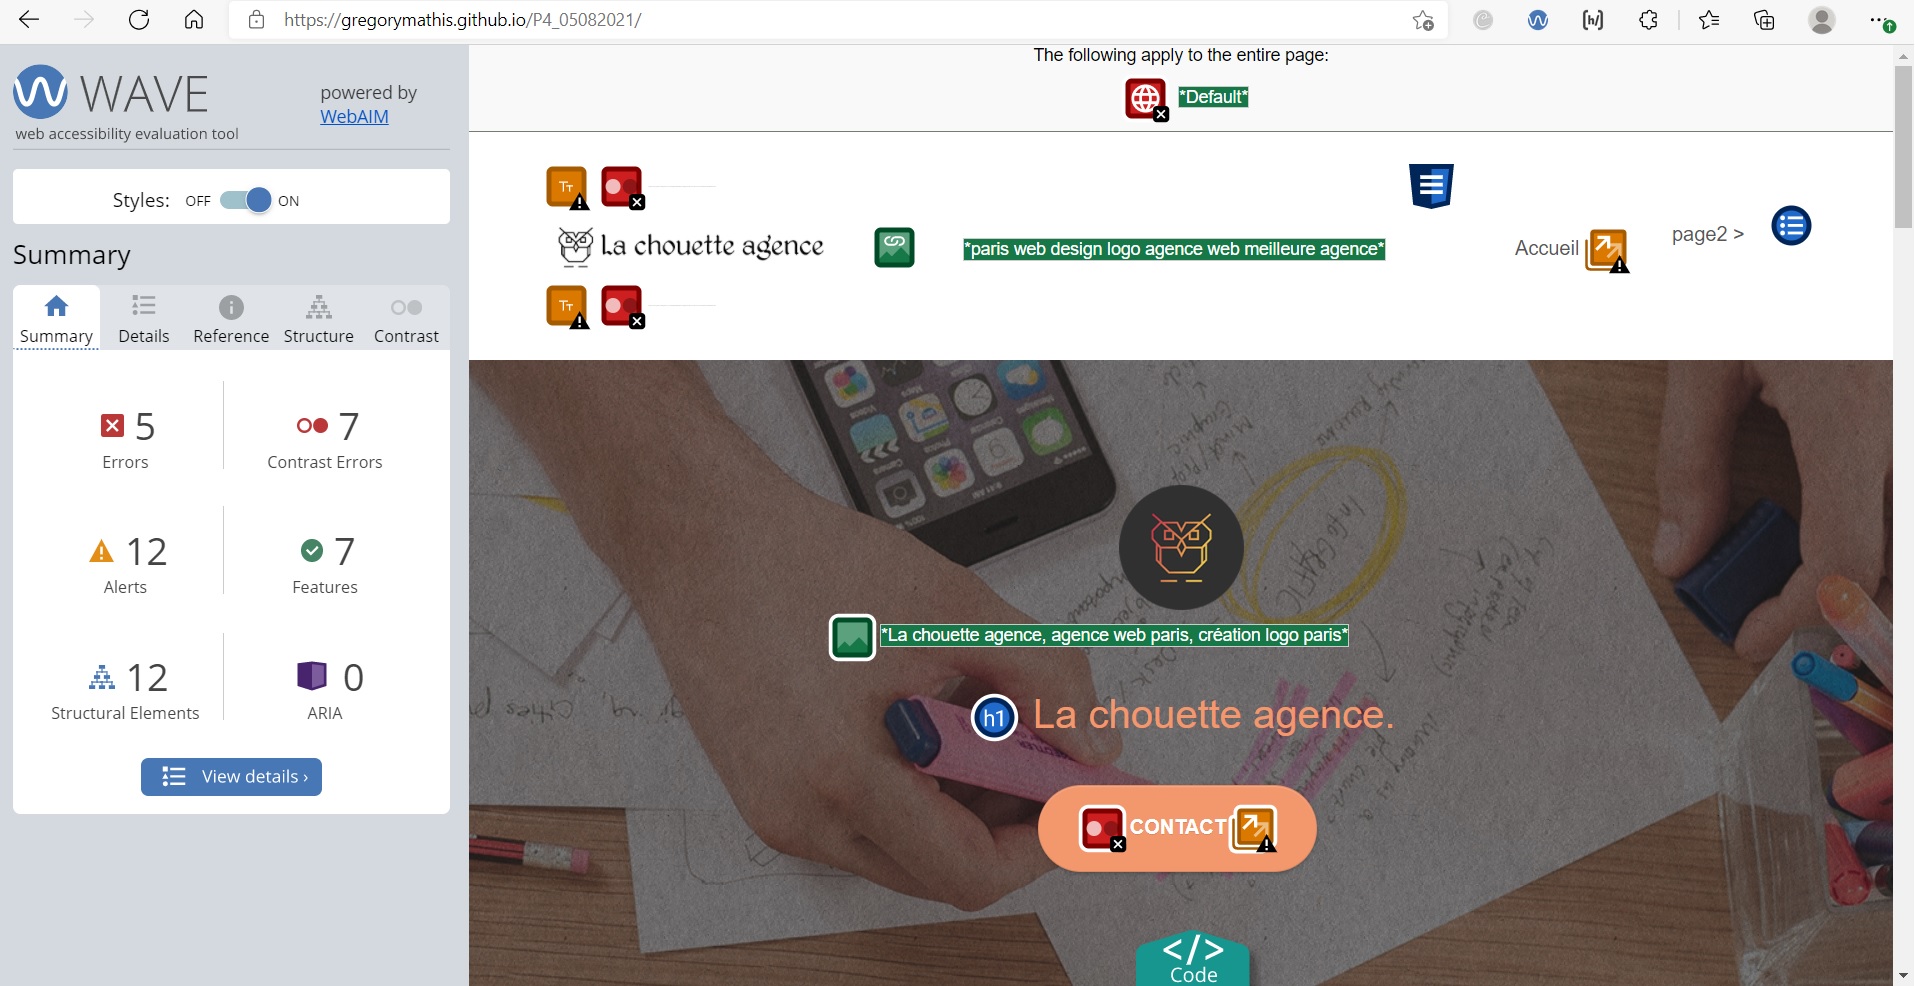 https://gregorymathis.github.io/P4_05082021/
WAVE
powered by
WebAIM
web accessibility evaluation tool
Styles: OFF ON
Summary
Summary Details Reference Structure Contrast
5
Errors
7
Contrast Errors
12
Alerts
7
Features
12
Structural Elements
0
ARIA
View details ›
The following apply to the entire page:
*Default*
La chouette agence
*paris web design logo agence web meilleure agence*
Accueil
page2 >
*La chouette agence, agence web paris, création logo paris*
h1 La chouette agence.
CONTACT
</>
Code